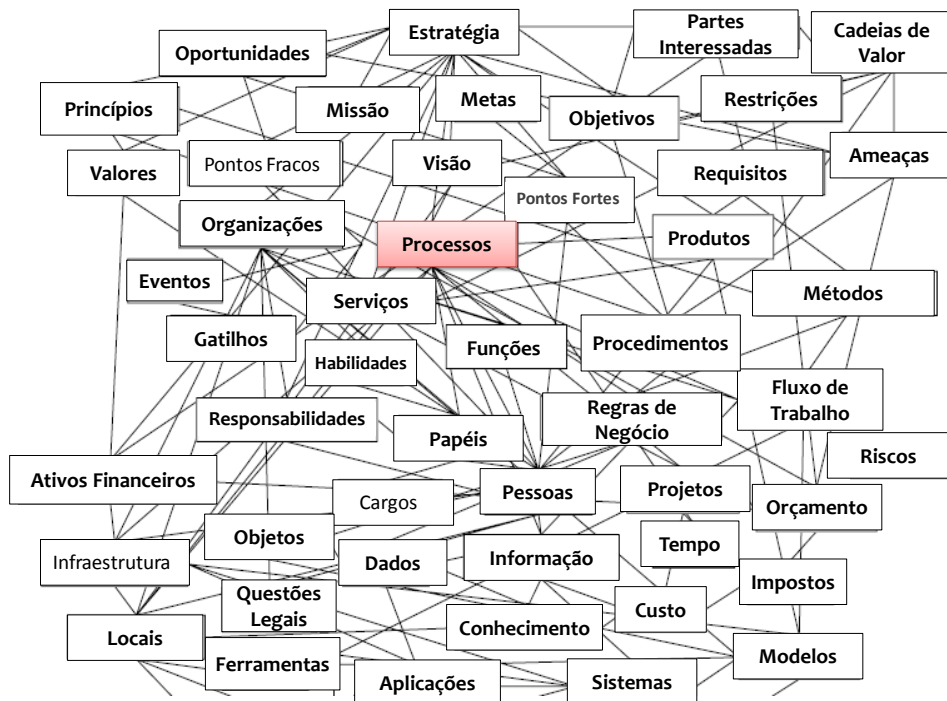 Estratégia
Partes
Interessadas
Cadeias de
Valor
Oportunidades
Princípios
Missão
Metas
Objetivos
Restrições
Valores
Pontos Fracos
Visão
Requisitos
Ameaças
Pontos Fortes
Organizações
Processos
Produtos
Eventos
Serviços
Métodos
Gatilhos
Habilidades
Funções
Procedimentos
Fluxo de
Trabalho
Responsabilidades
Papéis
Regras de
Negócio
Riscos
Ativos Financeiros
Cargos
Pessoas
Projetos
Orçamento
Infraestrutura
Objetos
Dados
Informação
Tempo
Impostos
Questões
Legais
Custo
Locais
Conhecimento
Ferramentas
Modelos
Aplicações
Sistemas